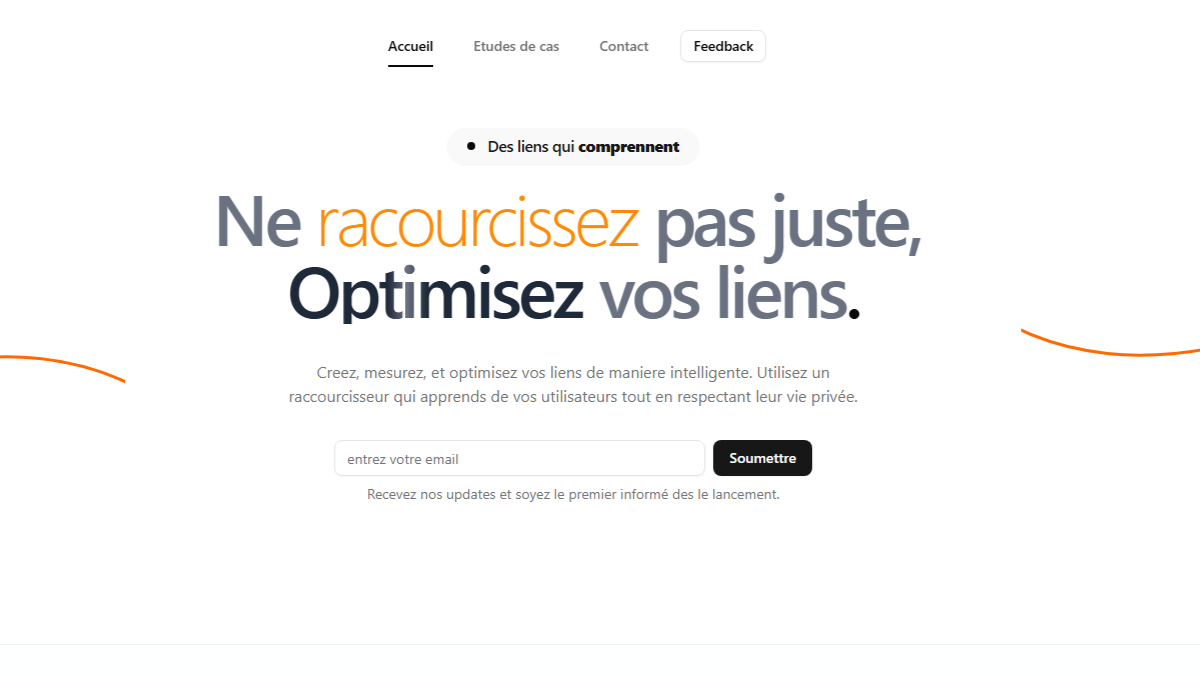 Accueil Etudes de cas Contact Feedback
Des liens qui comprennent
Ne racourcissez pas juste,
Optimisez vos liens.
Creez, mesurez, et optimisez vos liens de maniere intelligente. Utilisez un
raccourcisseur qui apprends de vos utilisateurs tout en respectant leur vie privée.
entrez votre email Soumettre
Recevez nos updates et soyez le premier informé des le lancement.